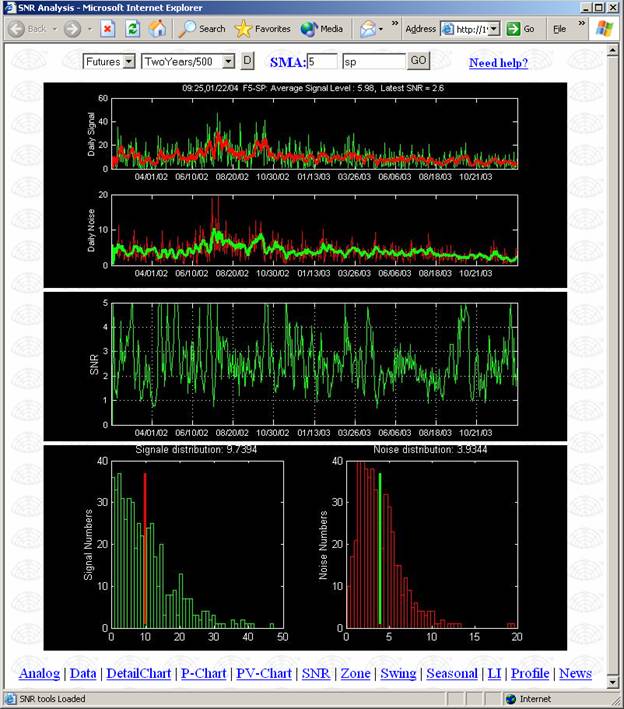 SNR Analysis - Microsoft Internet Explorer
Back Search Favorites Media Address http://1 Go File
Futures TwoYears/500 D SMA: 5 sp GO Need help?
09:25,01/22/04 F5-SP: Average Signal Level : 5.98, Latest SNR = 2.6
Daily Signal
60
40
20
0
04/01/02 06/10/02 08/20/02 10/30/02 01/13/03 03/26/03 06/06/03 08/18/03 10/21/03
Daily Noise
20
10
0
04/01/02 06/10/02 08/20/02 10/30/02 01/13/03 03/26/03 06/06/03 08/18/03 10/21/03
SNR
5
4
3
2
1
0
04/01/02 06/10/02 08/20/02 10/30/02 01/13/03 03/26/03 06/06/03 08/18/03 10/21/03
Signale distribution: 9.7394
Signal Numbers
40
30
20
10
0
0 10 20 30 40 50
Noise distribution: 3.9344
Noise Numbers
40
30
20
10
0
0 5 10 15 20
Analog | Data | DetailChart | P-Chart | PV-Chart | SNR | Zone | Swing | Seasonal | LI | Profile | News
SNR tools Loaded Internet